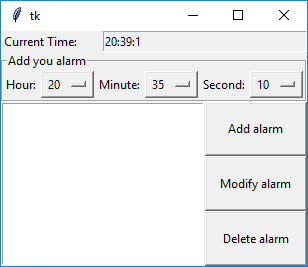 tk
Current Time: 20:39:1
Add you alarm
Hour: 20 Minute: 35 Second: 10
Add alarm
Modify alarm
Delete alarm